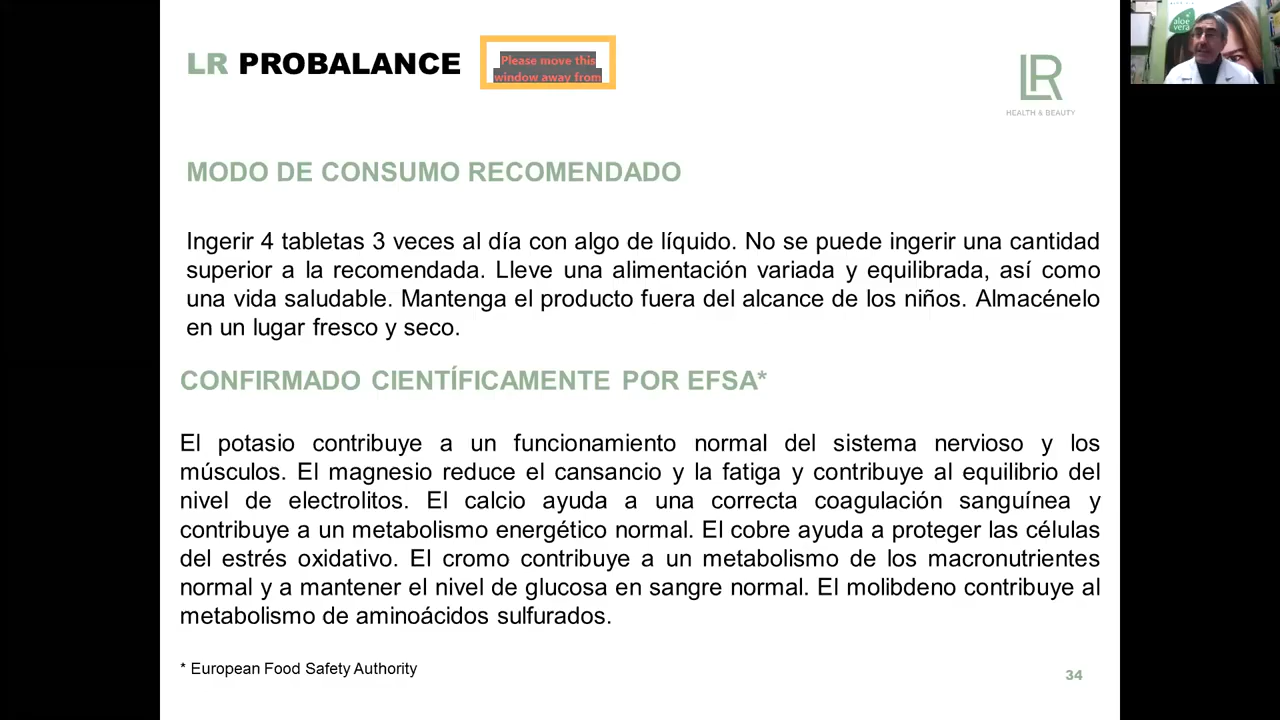 LR PROBALANCE
Please move this
window away from
LR
HEALTH & BEAUTY
aloe
vera
MODO DE CONSUMO RECOMENDADO
Ingerir 4 tabletas 3 veces al día con algo de líquido. No se puede ingerir una cantidad
superior a la recomendada. Lleve una alimentación variada y equilibrada, así como
una vida saludable. Mantenga el producto fuera del alcance de los niños. Almacénelo
en un lugar fresco y seco.
CONFIRMADO CIENTÍFICAMENTE POR EFSA*
El potasio contribuye a un funcionamiento normal del sistema nervioso y los
músculos. El magnesio reduce el cansancio y la fatiga y contribuye al equilibrio del
nivel de electrolitos. El calcio ayuda a una correcta coagulación sanguínea y
contribuye a un metabolismo energético normal. El cobre ayuda a proteger las células
del estrés oxidativo. El cromo contribuye a un metabolismo de los macronutrientes
normal y a mantener el nivel de glucosa en sangre normal. El molibdeno contribuye al
metabolismo de aminoácidos sulfurados.
* European Food Safety Authority
34